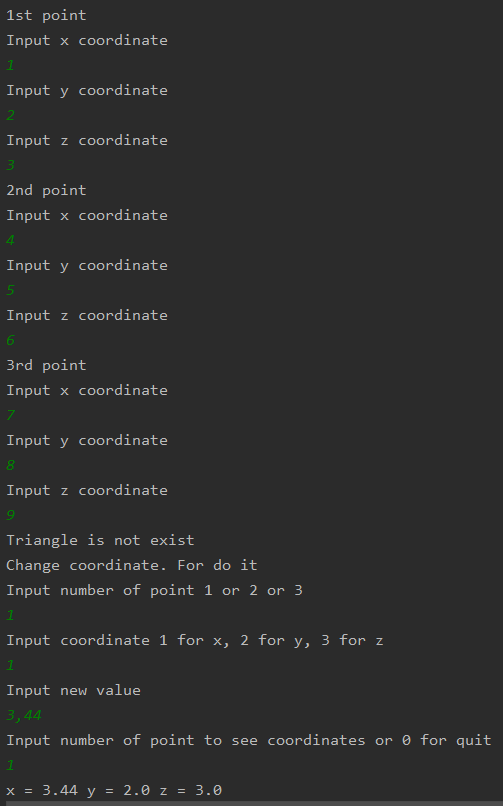 1st point
Input x coordinate
1
Input y coordinate
2
Input z coordinate
3
2nd point
Input x coordinate
4
Input y coordinate
5
Input z coordinate
6
3rd point
Input x coordinate
7
Input y coordinate
8
Input z coordinate
9
Triangle is not exist
Change coordinate. For do it
Input number of point 1 or 2 or 3
1
Input coordinate 1 for x, 2 for y, 3 for z
1
Input new value
3,44
Input number of point to see coordinates or 0 for quit
1
x = 3.44 y = 2.0 z = 3.0